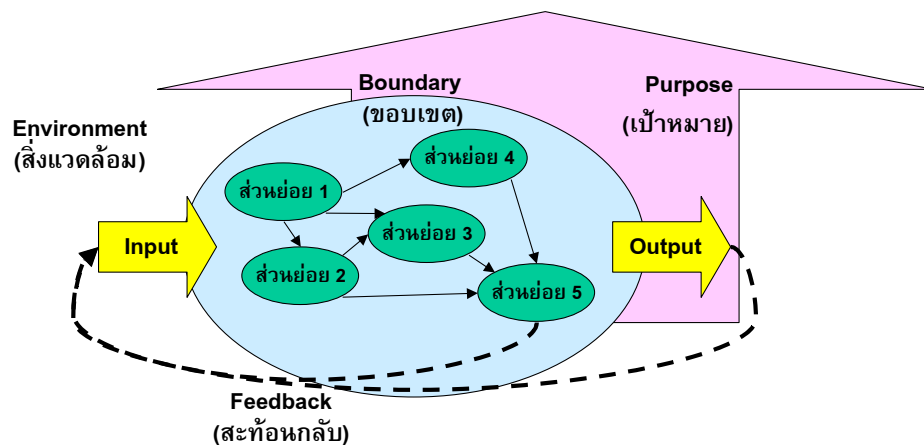 Boundary
(ขอบเขต)
Purpose
(เป้าหมาย)
Environment
(สิ่งแวดล้อม)
ส่วนย่อย 4
ส่วนย่อย 1
ส่วนย่อย 3
Input
Output
ส่วนย่อย 2
ส่วนย่อย 5
Feedback
(สะท้อนกลับ)